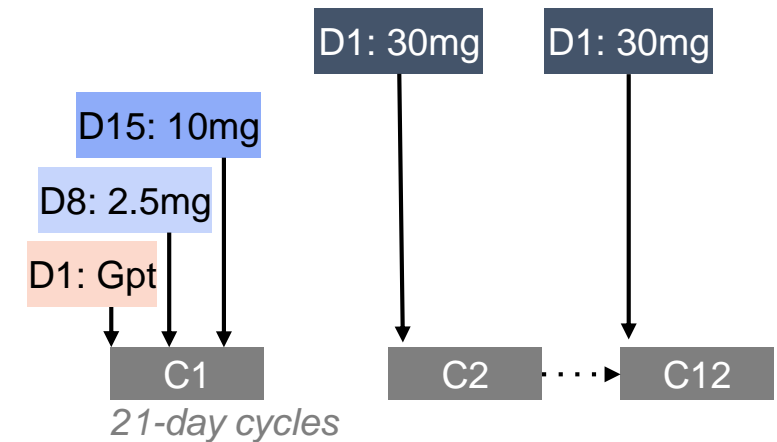 D1: 30mg
D1: 30mg
D15: 10mg
D8: 2.5mg
D1: Gpt
C1
C2
C12
21-day cycles